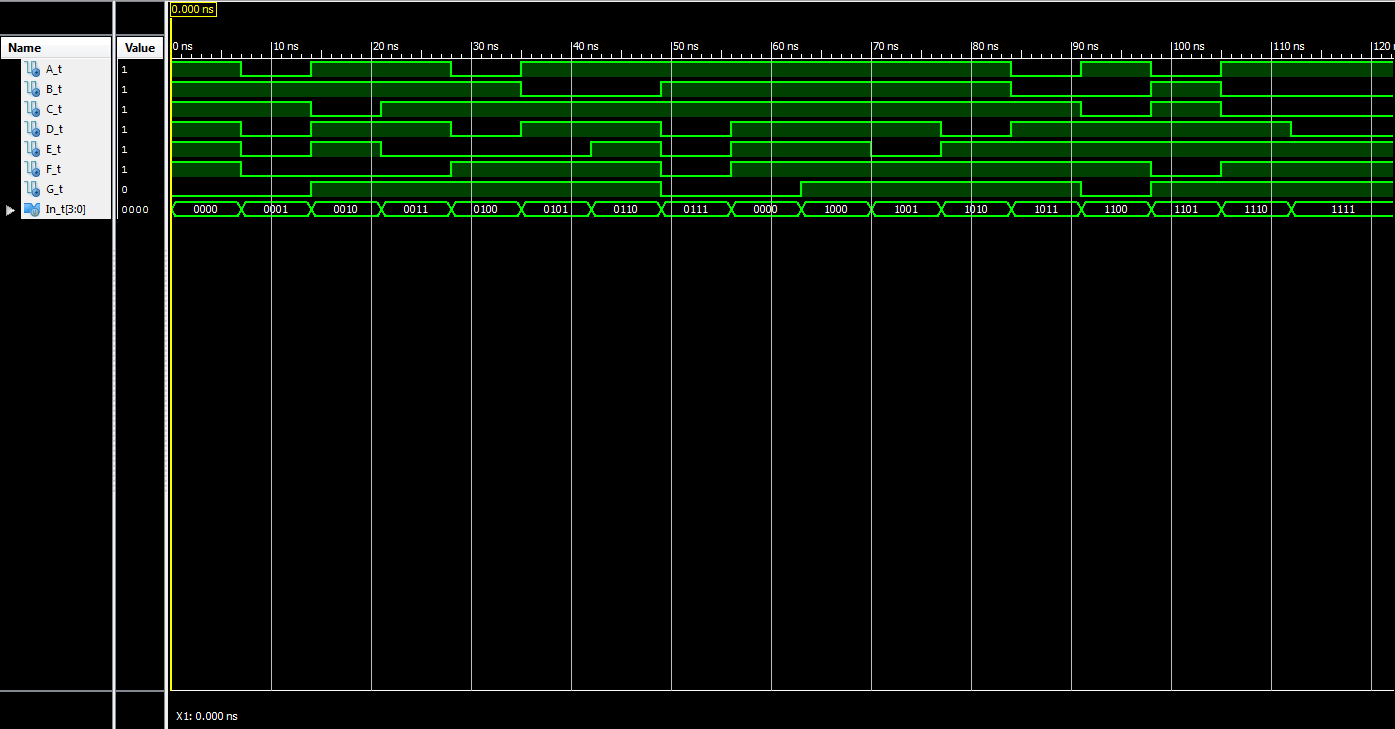 0.000 ns
Name Value
0 ns 10 ns 20 ns 30 ns 40 ns 50 ns 60 ns 70 ns 80 ns 90 ns 100 ns 110 ns 120
A_t 1
B_t 1
C_t 1
D_t 1
E_t 1
F_t 1
G_t 0
In_t[3:0] 0000 0000 0001 0010 0011 0100 0101 0110 0111 0000 1000 1001 1010 1011 1100 1101 1110 1111
X1: 0.000 ns